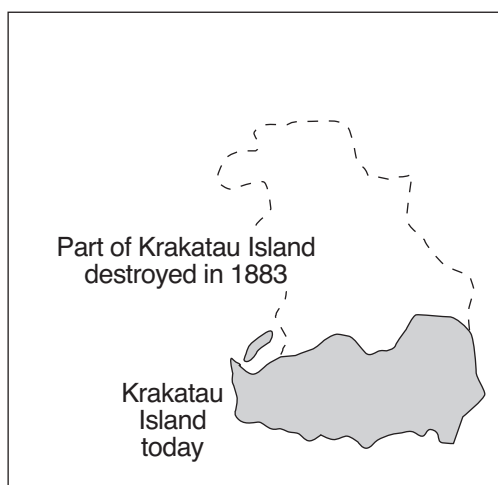 Part of Krakatau Island
destroyed in 1883
Krakatau
Island
today